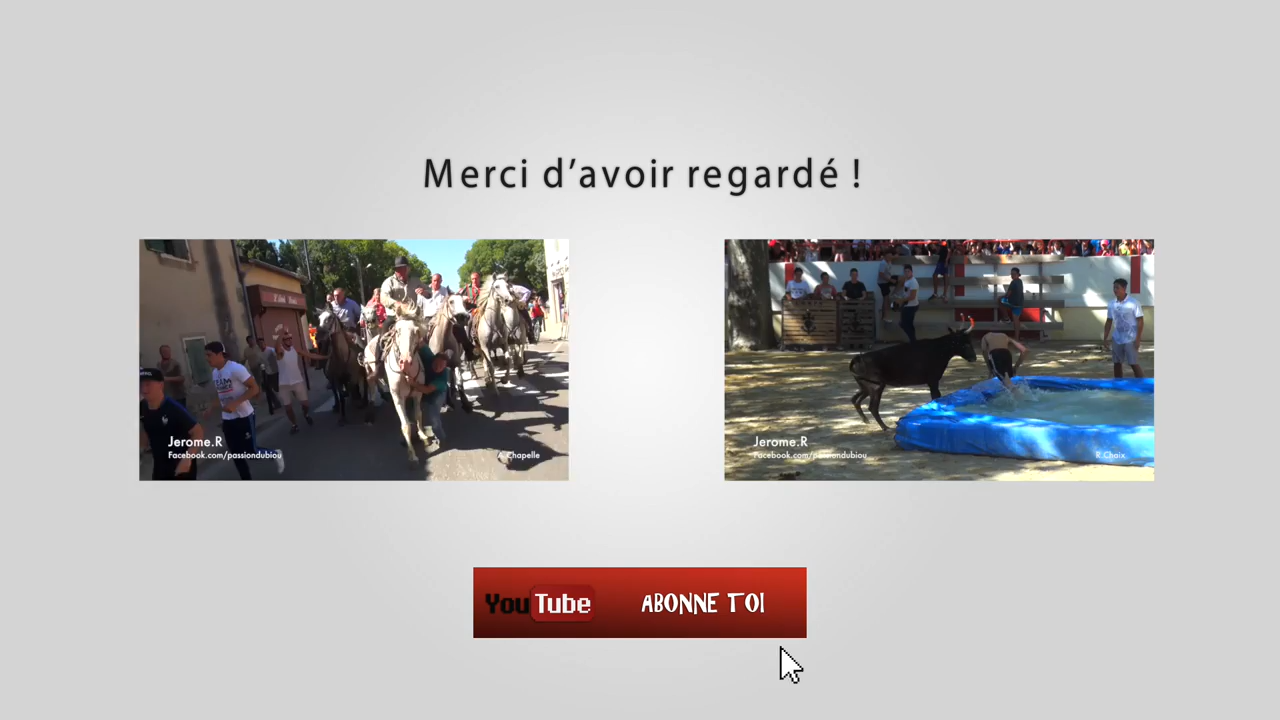 Merci d’avoir regardé !
Jerome.R
Facebook.com/passiondubiou
A.Chapelle
Jerome.R
Facebook.com/passiondubiou
R.Chaix
YouTube ABONNE TOI